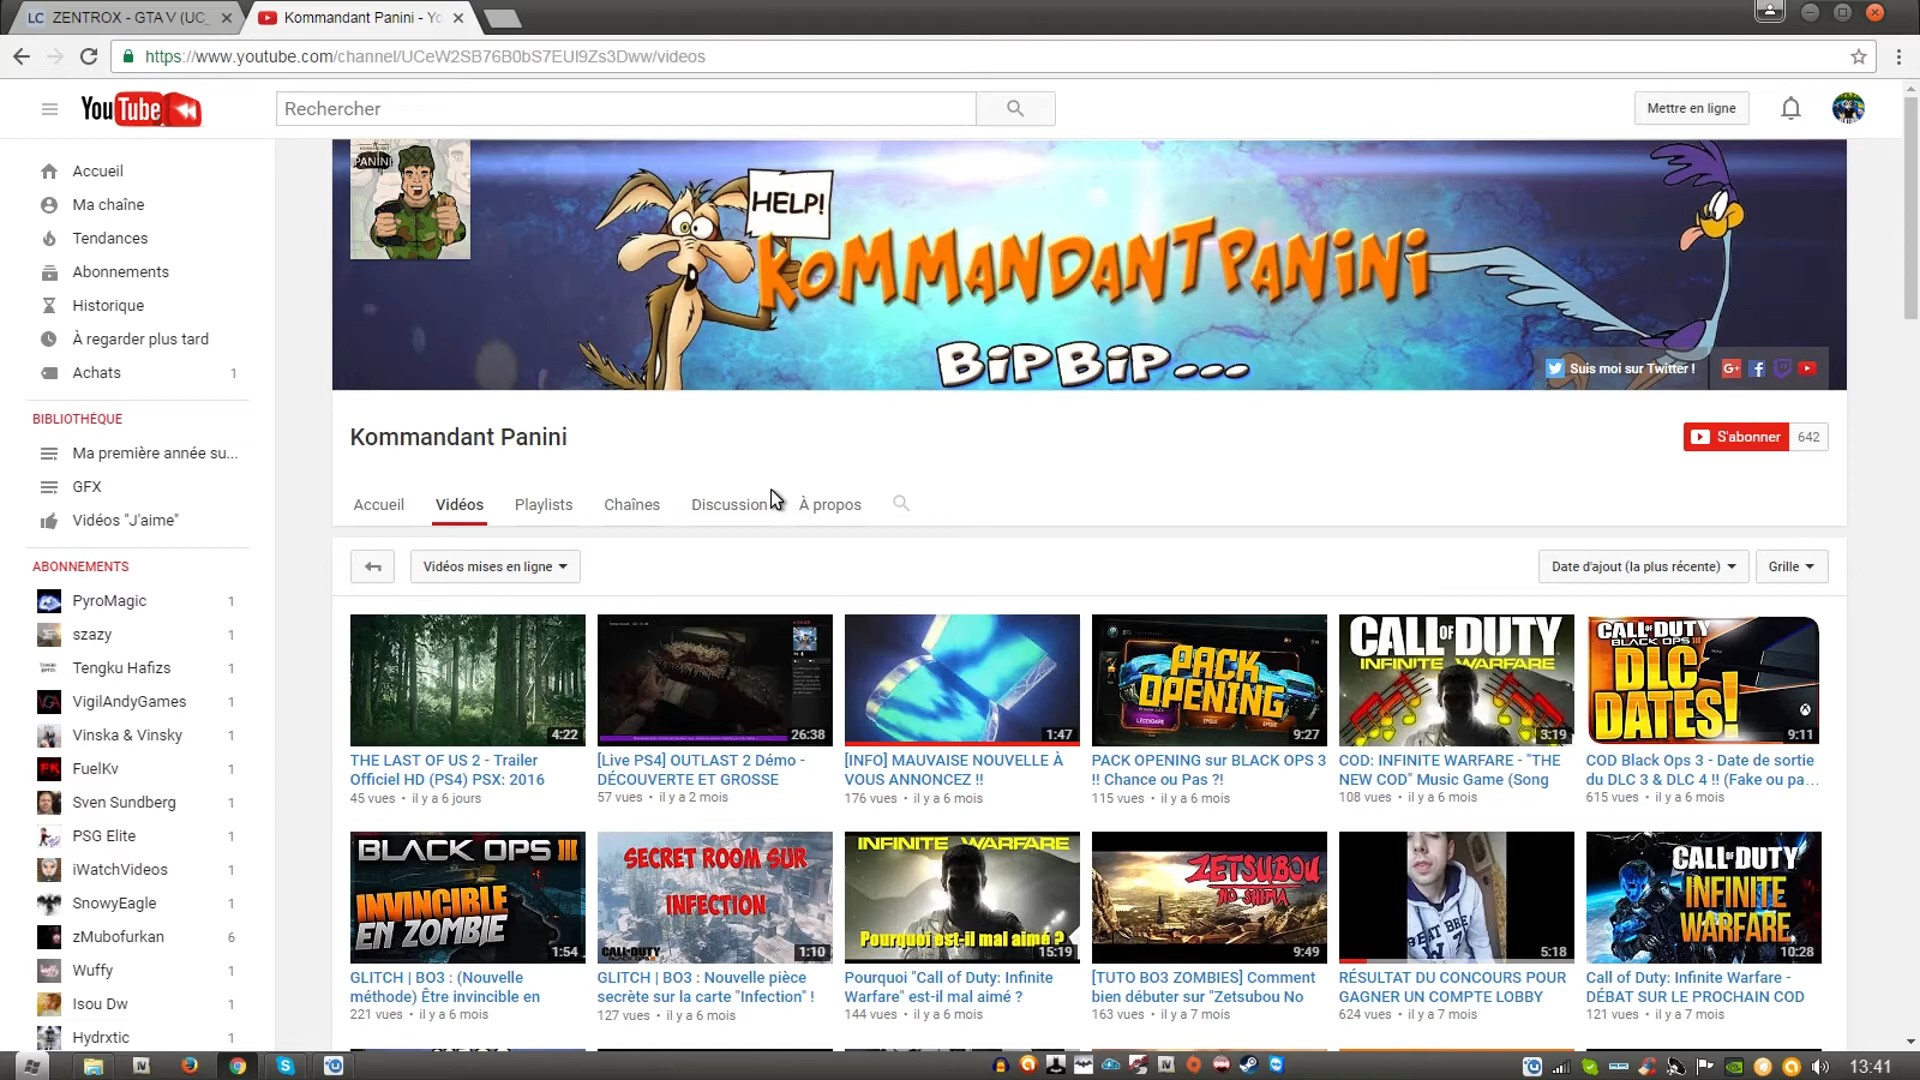 LC ZENTROX - GTA V (UC_
Kommandant Panini - Yo
https://www.youtube.com/channel/UCeW2SB76B0bS7EUl9Zs3Dww/videos
YouTube
Rechercher
Mettre en ligne
Accueil
Ma chaîne
Tendances
Abonnements
Historique
À regarder plus tard
Achats 1
BIBLIOTHÈQUE
Ma première année su...
GFX
Vidéos "J'aime"
ABONNEMENTS
PyroMagic 1
szazy 1
Tengku Hafizs 1
VigilAndyGames 1
Vinska & Vinsky 1
FuelKv 1
Sven Sundberg 1
PSG Elite 1
iWatchVideos 1
SnowyEagle 1
zMubofurkan 6
Wuffy 1
Isou Dw 1
Hydrxtic 1
PANINI
HELP!
KOMMANDANTPANINI
BIPBIP...
Suis moi sur Twitter !
Kommandant Panini
S'abonner 642
Accueil Vidéos Playlists Chaînes Discussion À propos
Vidéos mises en ligne
Date d'ajout (la plus récente) Grille
4:22
THE LAST OF US 2 - Trailer
Officiel HD (PS4) PSX: 2016
45 vues • il y a 6 jours
26:38
[Live PS4] OUTLAST 2 Démo -
DÉCOUVERTE ET GROSSE
57 vues • il y a 2 mois
1:47
[INFO] MAUVAISE NOUVELLE À
VOUS ANNONCEZ !!
176 vues • il y a 6 mois
PACK
OPENING
LÉGENDAIRE
9:27
PACK OPENING sur BLACK OPS 3
!! Chance ou Pas ?!
115 vues • il y a 6 mois
CALL OF DUTY
INFINITE WARFARE
3:19
COD: INFINITE WARFARE - "THE
NEW COD" Music Game (Song
108 vues • il y a 6 mois
CALL OF DUTY
BLACK OPS III
DLC
DATES!
9:11
COD Black Ops 3 - Date de sortie
du DLC 3 & DLC 4 !! (Fake ou pa...
615 vues • il y a 6 mois
BLACK OPS III
INVINCIBLE
EN ZOMBIE
1:54
GLITCH | BO3 : (Nouvelle
méthode) Être invincible en
221 vues • il y a 6 mois
SECRET ROOM SUR
INFECTION
CALL OF DUTY
1:10
GLITCH | BO3 : Nouvelle pièce
secrète sur la carte "Infection" !
127 vues • il y a 6 mois
INFINITE WARFARE
Pourquoi est-il mal aimé ?
15:19
Pourquoi "Call of Duty: Infinite
Warfare" est-il mal aimé ?
144 vues • il y a 6 mois
ZETSUBOU
NO SHIMA
9:49
[TUTO BO3 ZOMBIES] Comment
bien débuter sur "Zetsubou No
163 vues • il y a 7 mois
5:18
RÉSULTAT DU CONCOURS POUR
GAGNER UN COMPTE LOBBY
624 vues • il y a 7 mois
CALL OF DUTY
INFINITE
WARFARE
10:28
Call of Duty: Infinite Warfare -
DÉBAT SUR LE PROCHAIN COD
121 vues • il y a 7 mois
13:41